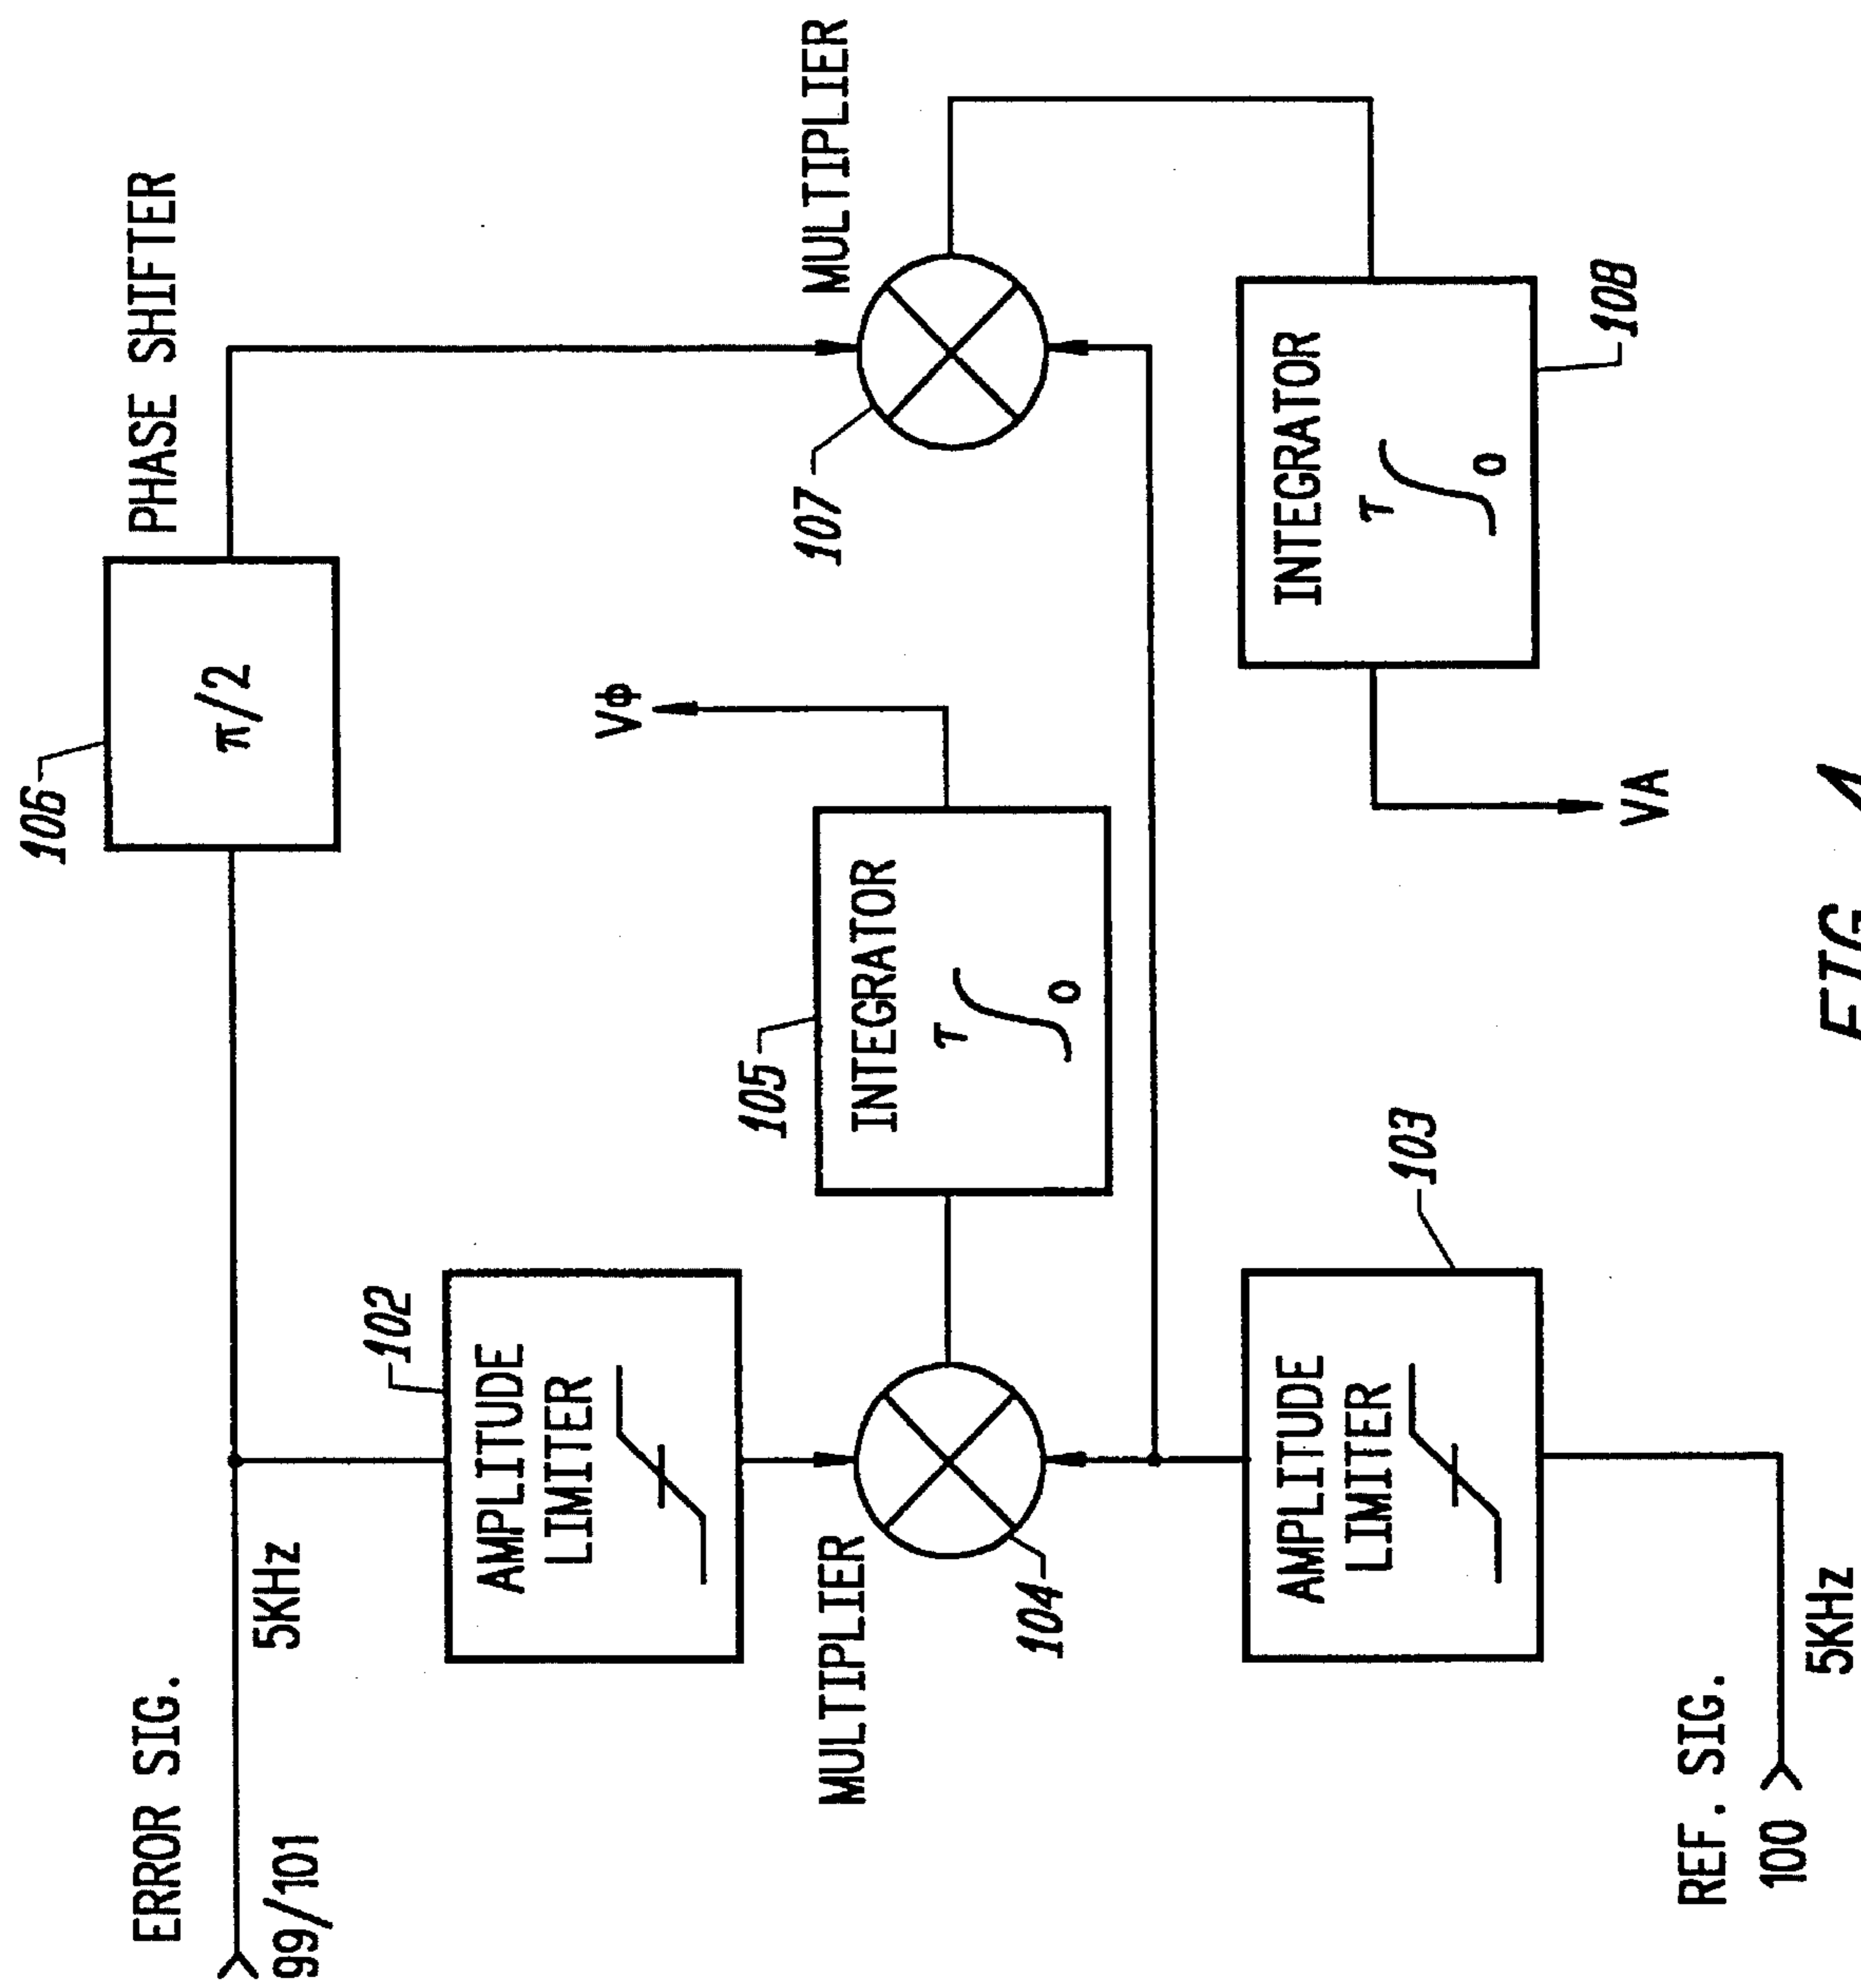 ERROR SIG.
99/101
5KHz
106
π/2
PHASE SHIFTER
102
AMPLITUDE
LIMITER
MULTIPLIER
104
105
INTEGRATOR
T
∫
0
VΦ
107
MULTIPLIER
REF. SIG.
100
5KHz
AMPLITUDE
LIMITER
103
INTEGRATOR
T
∫
0
108
VA
FIG. 4